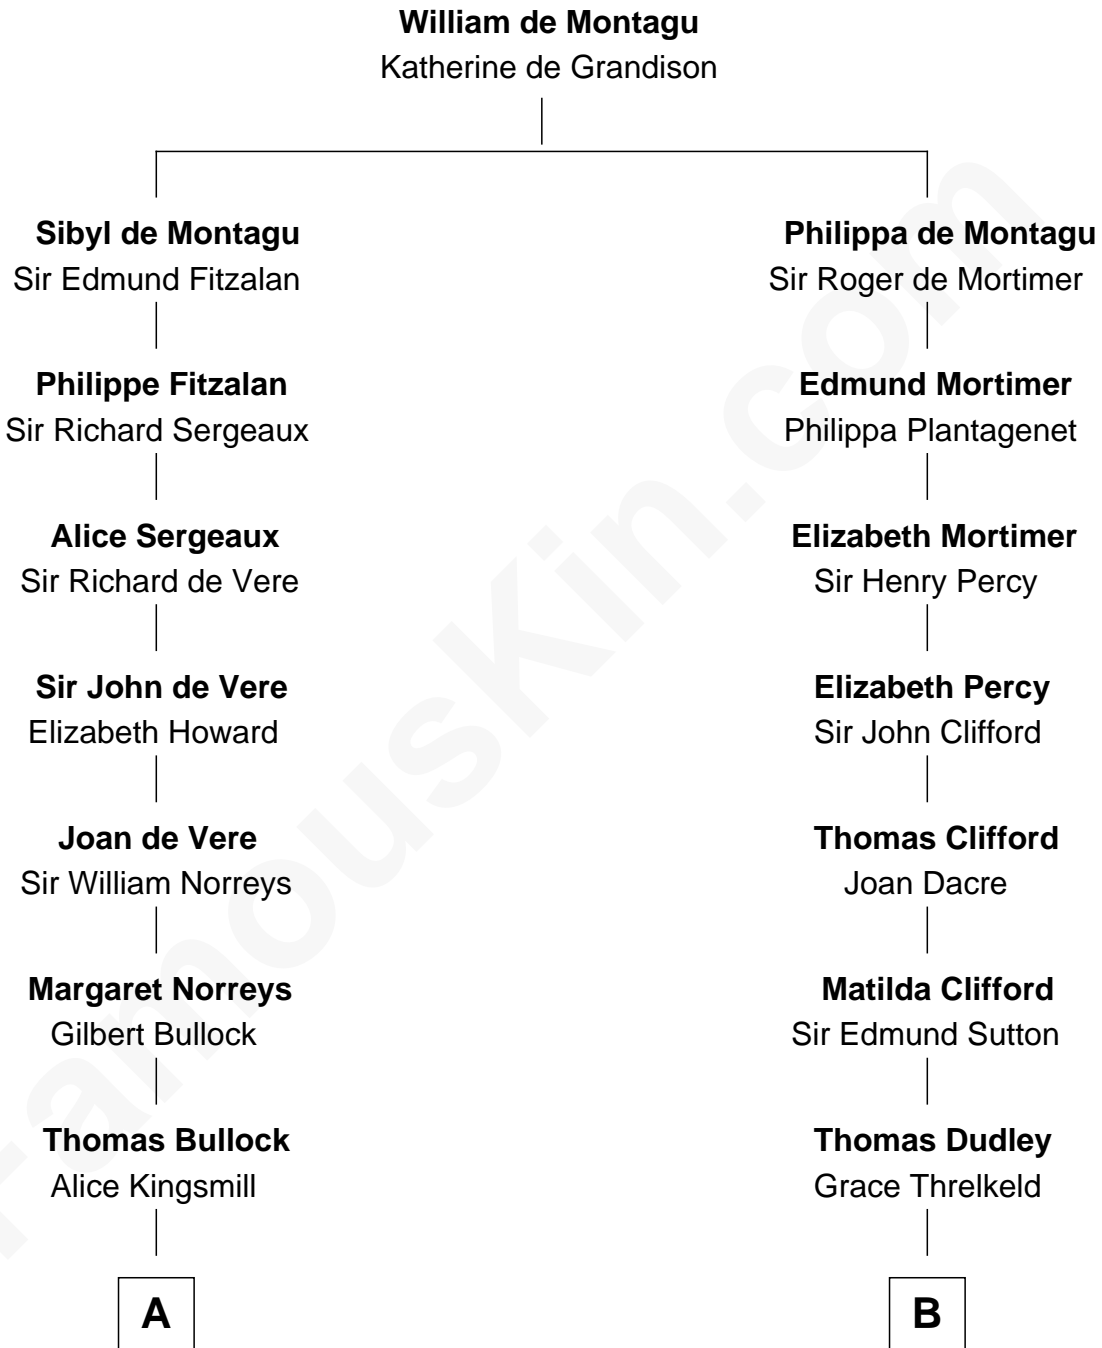 William de Montagu
Katherine de Grandison
Sibyl de Montagu
Sir Edmund Fitzalan
Philippa de Montagu
Sir Roger de Mortimer
Philippe Fitzalan
Sir Richard Sergeaux
Edmund Mortimer
Philippa Plantagenet
Alice Sergeaux
Sir Richard de Vere
Elizabeth Mortimer
Sir Henry Percy
Sir John de Vere
Elizabeth Howard
Elizabeth Percy
Sir John Clifford
Joan de Vere
Sir William Norreys
Thomas Clifford
Joan Dacre
Margaret Norreys
Gilbert Bullock
Matilda Clifford
Sir Edmund Sutton
Thomas Bullock
Alice Kingsmill
Thomas Dudley
Grace Threlkeld
A
B
FamousKin.com